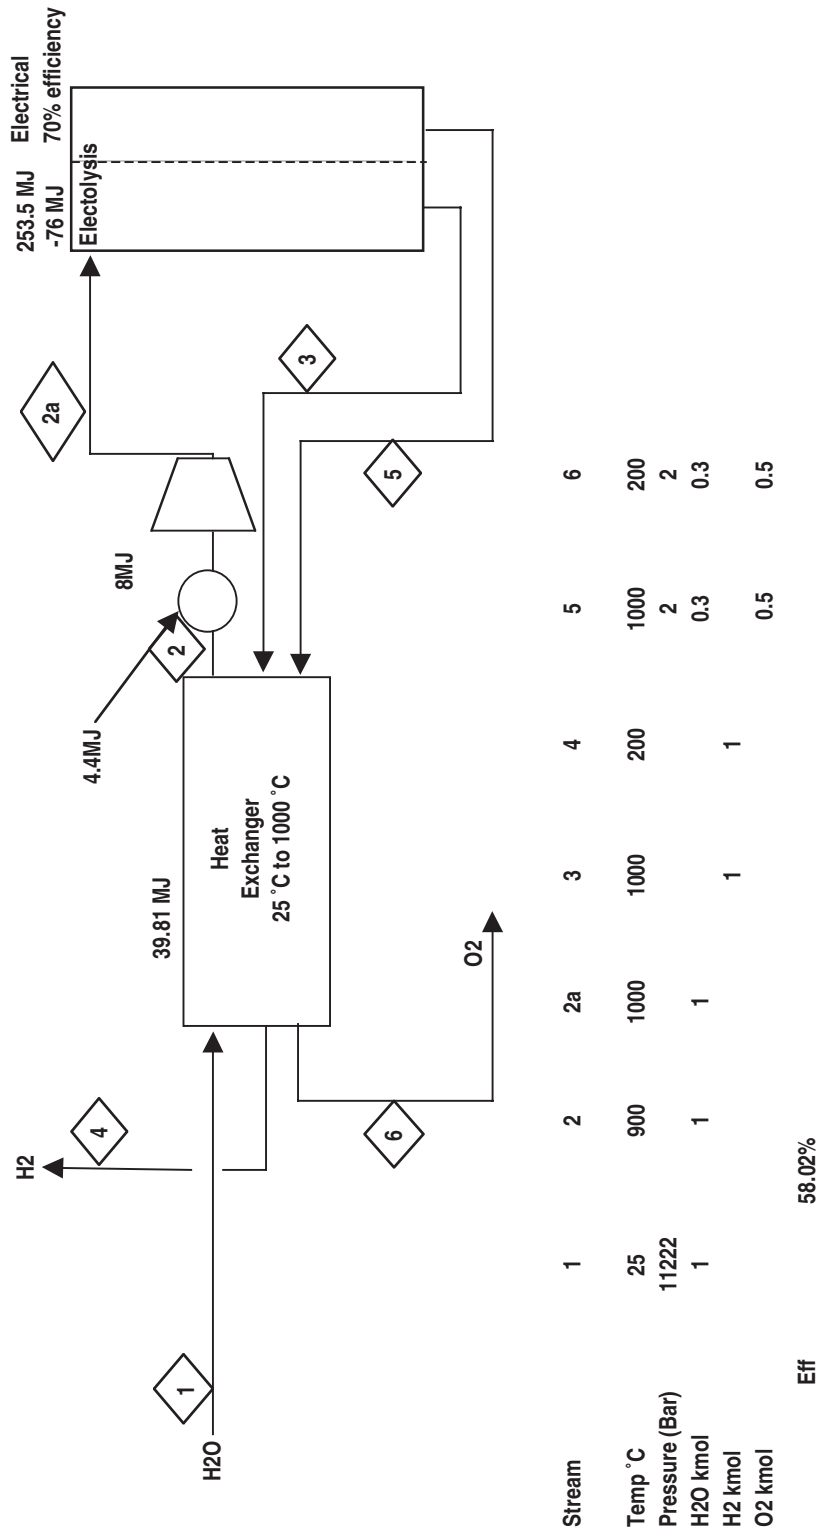 253.5 MJ Electrical
-76 MJ 70% efficiency
Electolysis
2a
8MJ
4.4MJ
2
3
5
39.81 MJ
Heat
Exchanger
25 ˚C to 1000 ˚C
H2
4
O2
6
1
H2O
Stream 1 2 2a 3 4 5 6
Temp ˚C 25 900 1000 1000 200 1000 200
Pressure (Bar) 11222 2 2
H2O kmol 1 1 1 0.3 0.3
H2 kmol 1 1
O2 kmol 0.5 0.5
Eff 58.02%